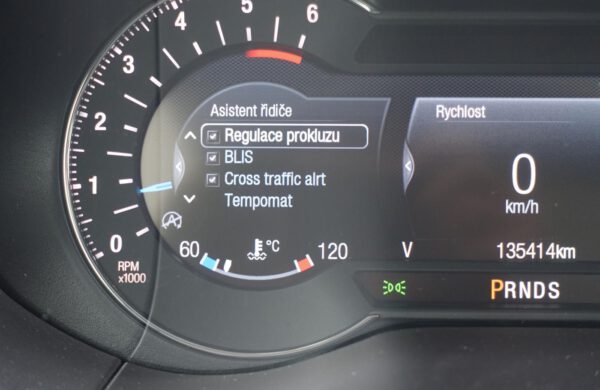 6
5
4
3
2
1
0
RPM
x1000
Asistent řidiče
Regulace prokluzu
BLIS
Cross traffic alrt
Tempomat
60 °C 120
Rychlost
0
km/h
V 135414km
PRNDS